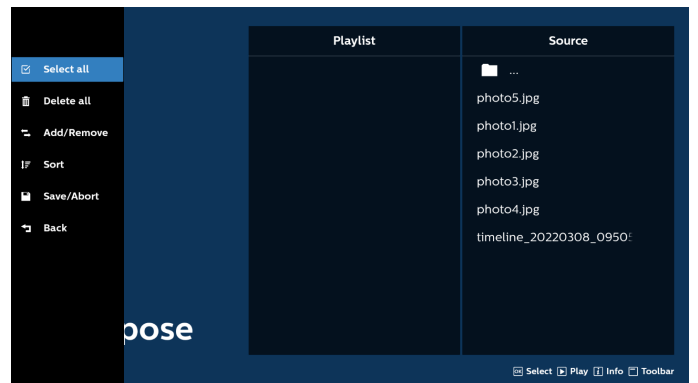 Playlist
Source
Select all
Delete all
Add/Remove
Sort
Save/Abort
Back
...
photo5.jpg
photo1.jpg
photo2.jpg
photo3.jpg
photo4.jpg
timeline_20220308_0950
pose
OK Select Play i Info Toolbar